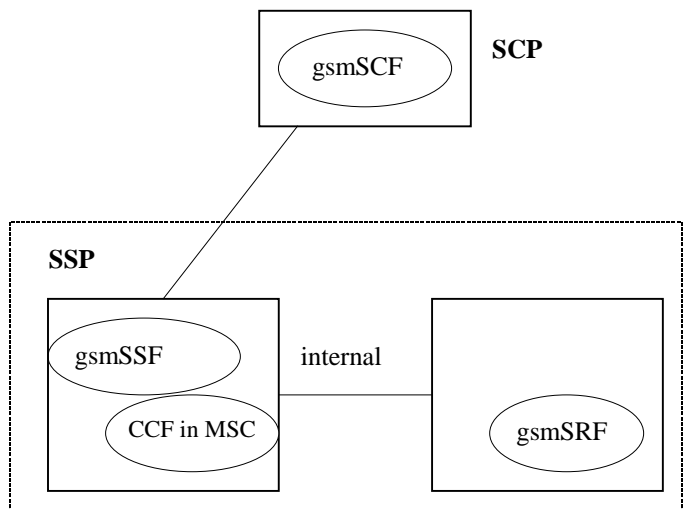 SCP
gsmSCF
SSP
gsmSSF
internal
CCF in MSC
gsmSRF